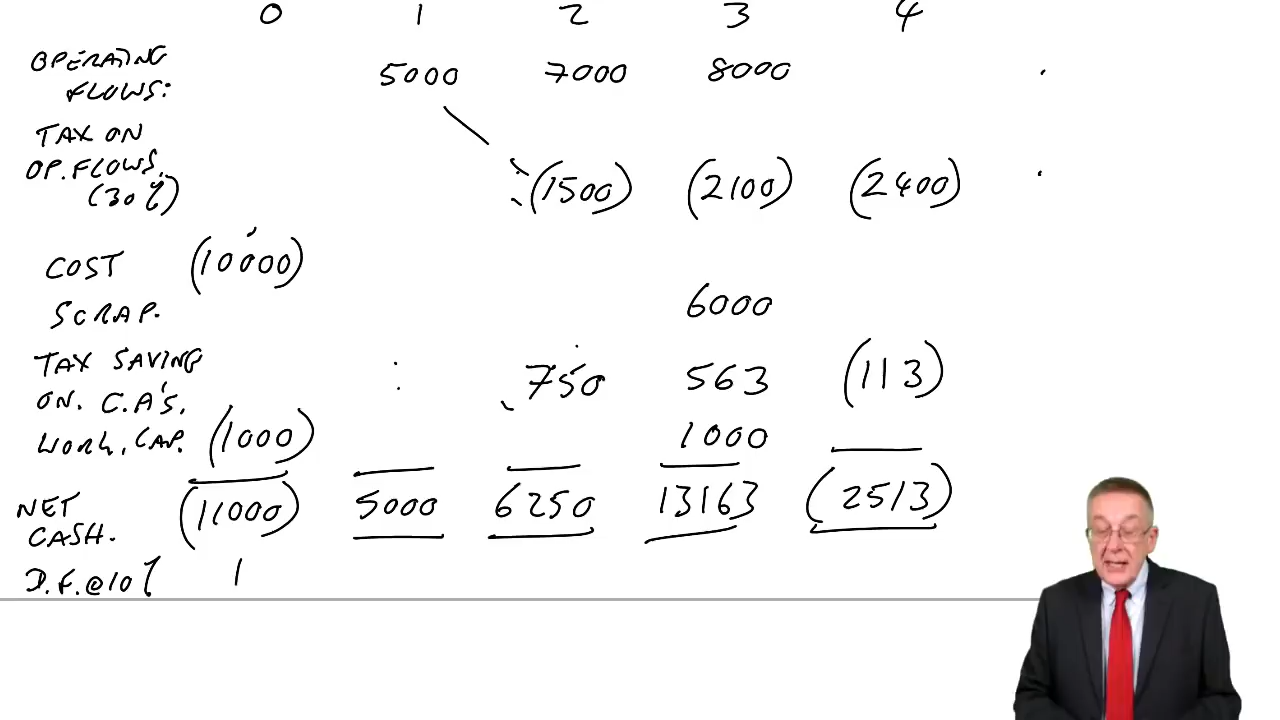 0 1 2 3 4
OPERATING
FLOWS: 5000 7000 8000
TAX ON
OP. FLOWS.
(30%) (1500) (2100) (2400)
COST (10000)
SCRAP. 6000
TAX SAVING
ON. C.A'S. 750 563 (113)
WORK. CAP. (1000) 1000
NET
CASH. (11000) 5000 6250 13163 (2513)
D.F.@10% 1